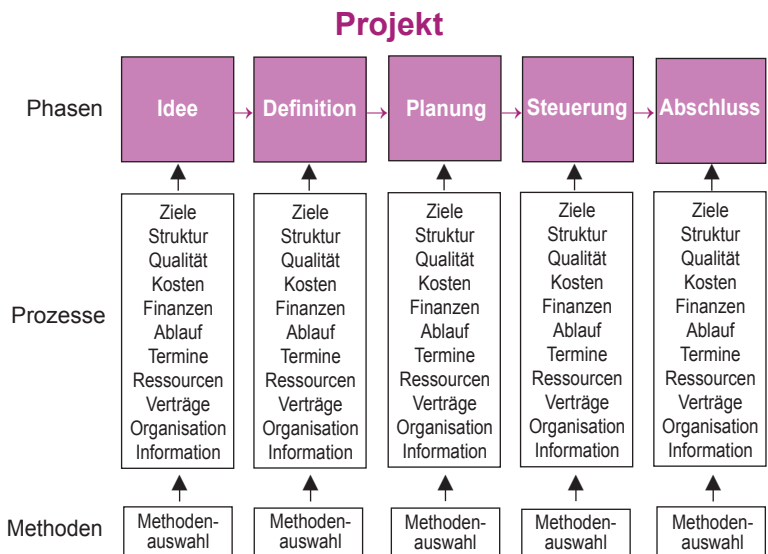 Projekt
Phasen
Idee
Definition
Planung
Steuerung
Abschluss
Prozesse
Ziele
Struktur
Qualität
Kosten
Finanzen
Ablauf
Termine
Ressourcen
Verträge
Organisation
Information
Ziele
Struktur
Qualität
Kosten
Finanzen
Ablauf
Termine
Ressourcen
Verträge
Organisation
Information
Ziele
Struktur
Qualität
Kosten
Finanzen
Ablauf
Termine
Ressourcen
Verträge
Organisation
Information
Ziele
Struktur
Qualität
Kosten
Finanzen
Ablauf
Termine
Ressourcen
Verträge
Organisation
Information
Ziele
Struktur
Qualität
Kosten
Finanzen
Ablauf
Termine
Ressourcen
Verträge
Organisation
Information
Methoden
Methoden-
auswahl
Methoden-
auswahl
Methoden-
auswahl
Methoden-
auswahl
Methoden-
auswahl